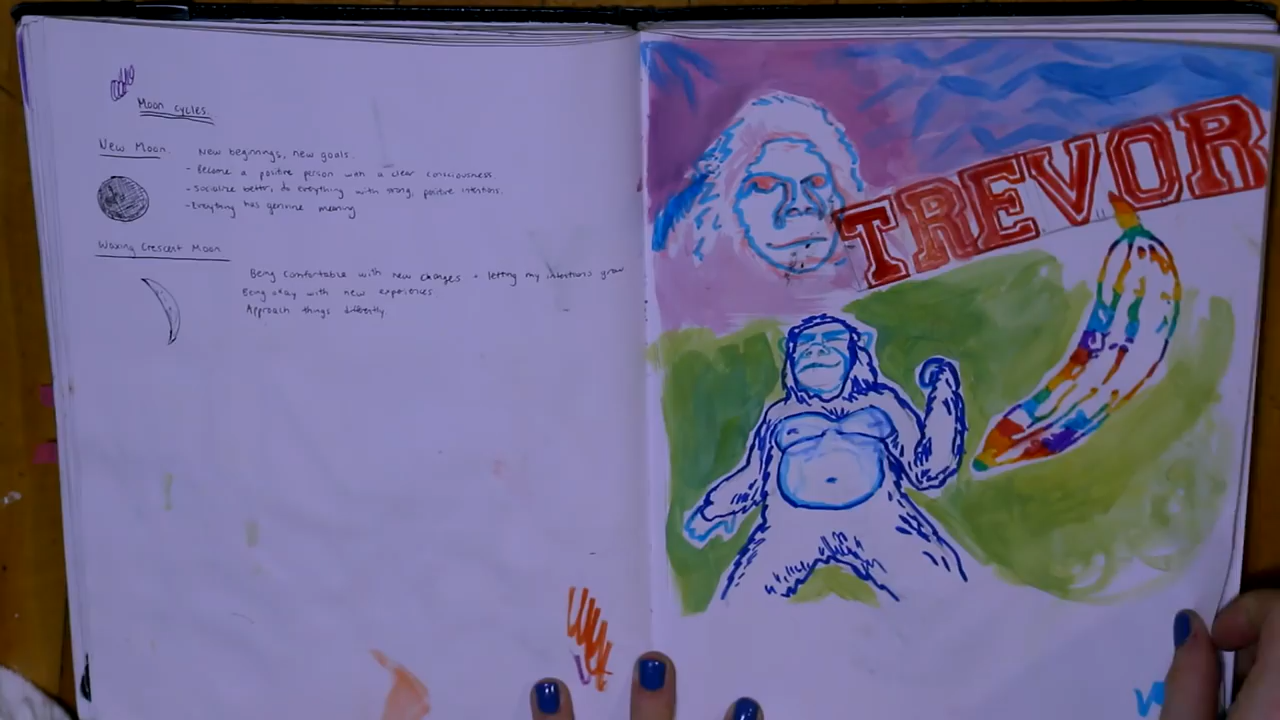 Moon cycles.
New Moon.
New beginnings, new goals.
- Become a positive person with a clear consciousness.
- Socialize better, do everything with strong, positive intentions.
- Everything has genuine meaning
Waxing Crescent Moon
Being comfortable with new changes + letting my intentions grow
Being okay with new experiences
Approach things differently.
TREVOR